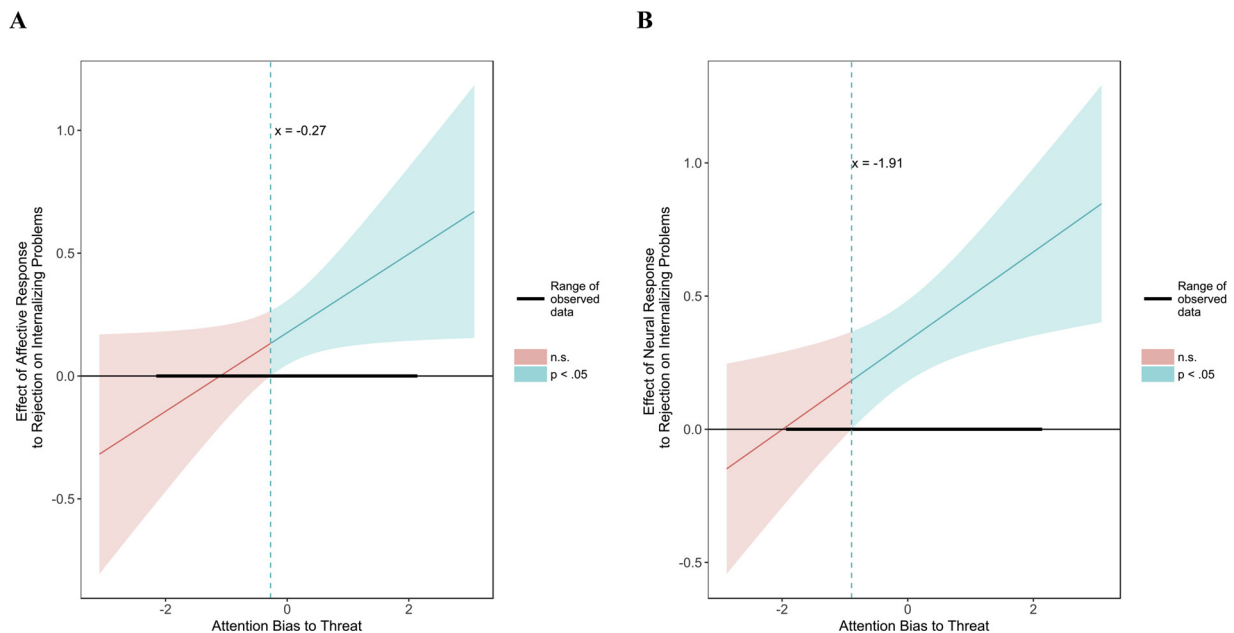 A
B
x = -0.27
1.0
0.5
0.0
-0.5
-2
0
2
Attention Bias to Threat
Effect of Affective Response
to Rejection on Internalizing Problems
Range of
observed
data
n.s.
p < .05
x = -1.91
1.0
0.5
0.0
-0.5
-2
0
2
Attention Bias to Threat
Effect of Neural Response
to Rejection on Internalizing Problems
Range of
observed
data
n.s.
p < .05